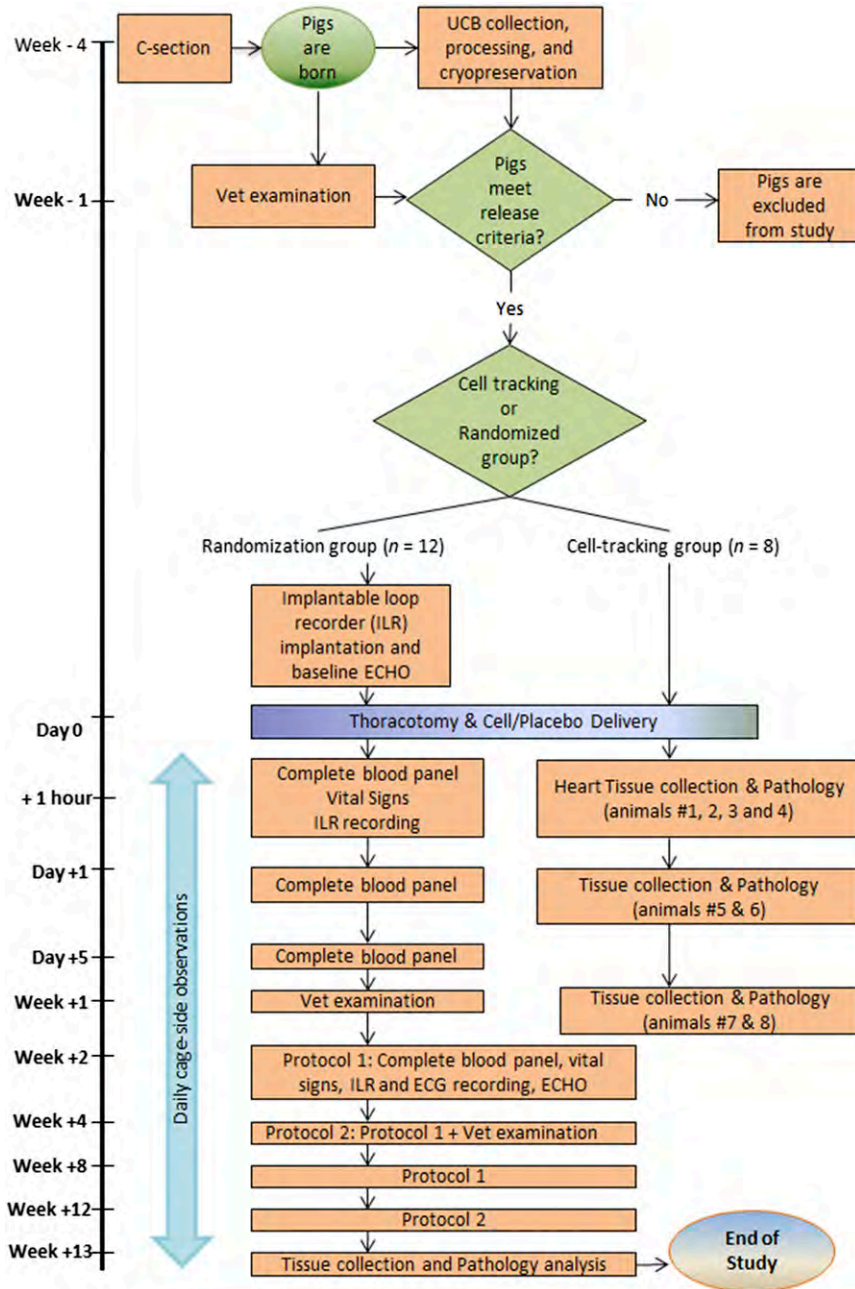 Week - 4
C-section
Pigs
are
born
UCB collection,
processing, and
cryopreservation
Week - 1
Vet examination
Pigs
meet
release
criteria?
No
Pigs are
excluded
from study
Yes
Cell tracking
or
Randomized
group?
Randomization group (n = 12)
Cell-tracking group (n = 8)
Implantable loop
recorder (ILR)
implantation and
baseline ECHO
Day 0
Thoracotomy & Cell/Placebo Delivery
Daily cage-side observations
+ 1 hour
Complete blood panel
Vital Signs
ILR recording
Heart Tissue collection & Pathology
(animals #1, 2, 3 and 4)
Day +1
Complete blood panel
Tissue collection & Pathology
(animals #5 & 6)
Day +5
Complete blood panel
Week +1
Vet examination
Tissue collection & Pathology
(animals #7 & 8)
Week +2
Protocol 1: Complete blood panel, vital
signs, ILR and ECG recording, ECHO
Week +4
Protocol 2: Protocol 1 + Vet examination
Week +8
Protocol 1
Week +12
Protocol 2
Week +13
Tissue collection and Pathology analysis
End of
Study